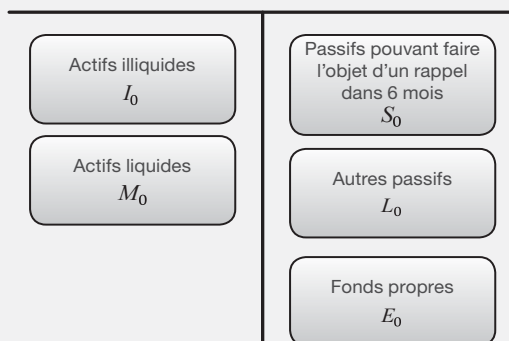 Actifs illiquides
I₀
Actifs liquides
M₀
Passifs pouvant faire
l’objet d’un rappel
dans 6 mois
S₀
Autres passifs
L₀
Fonds propres
E₀